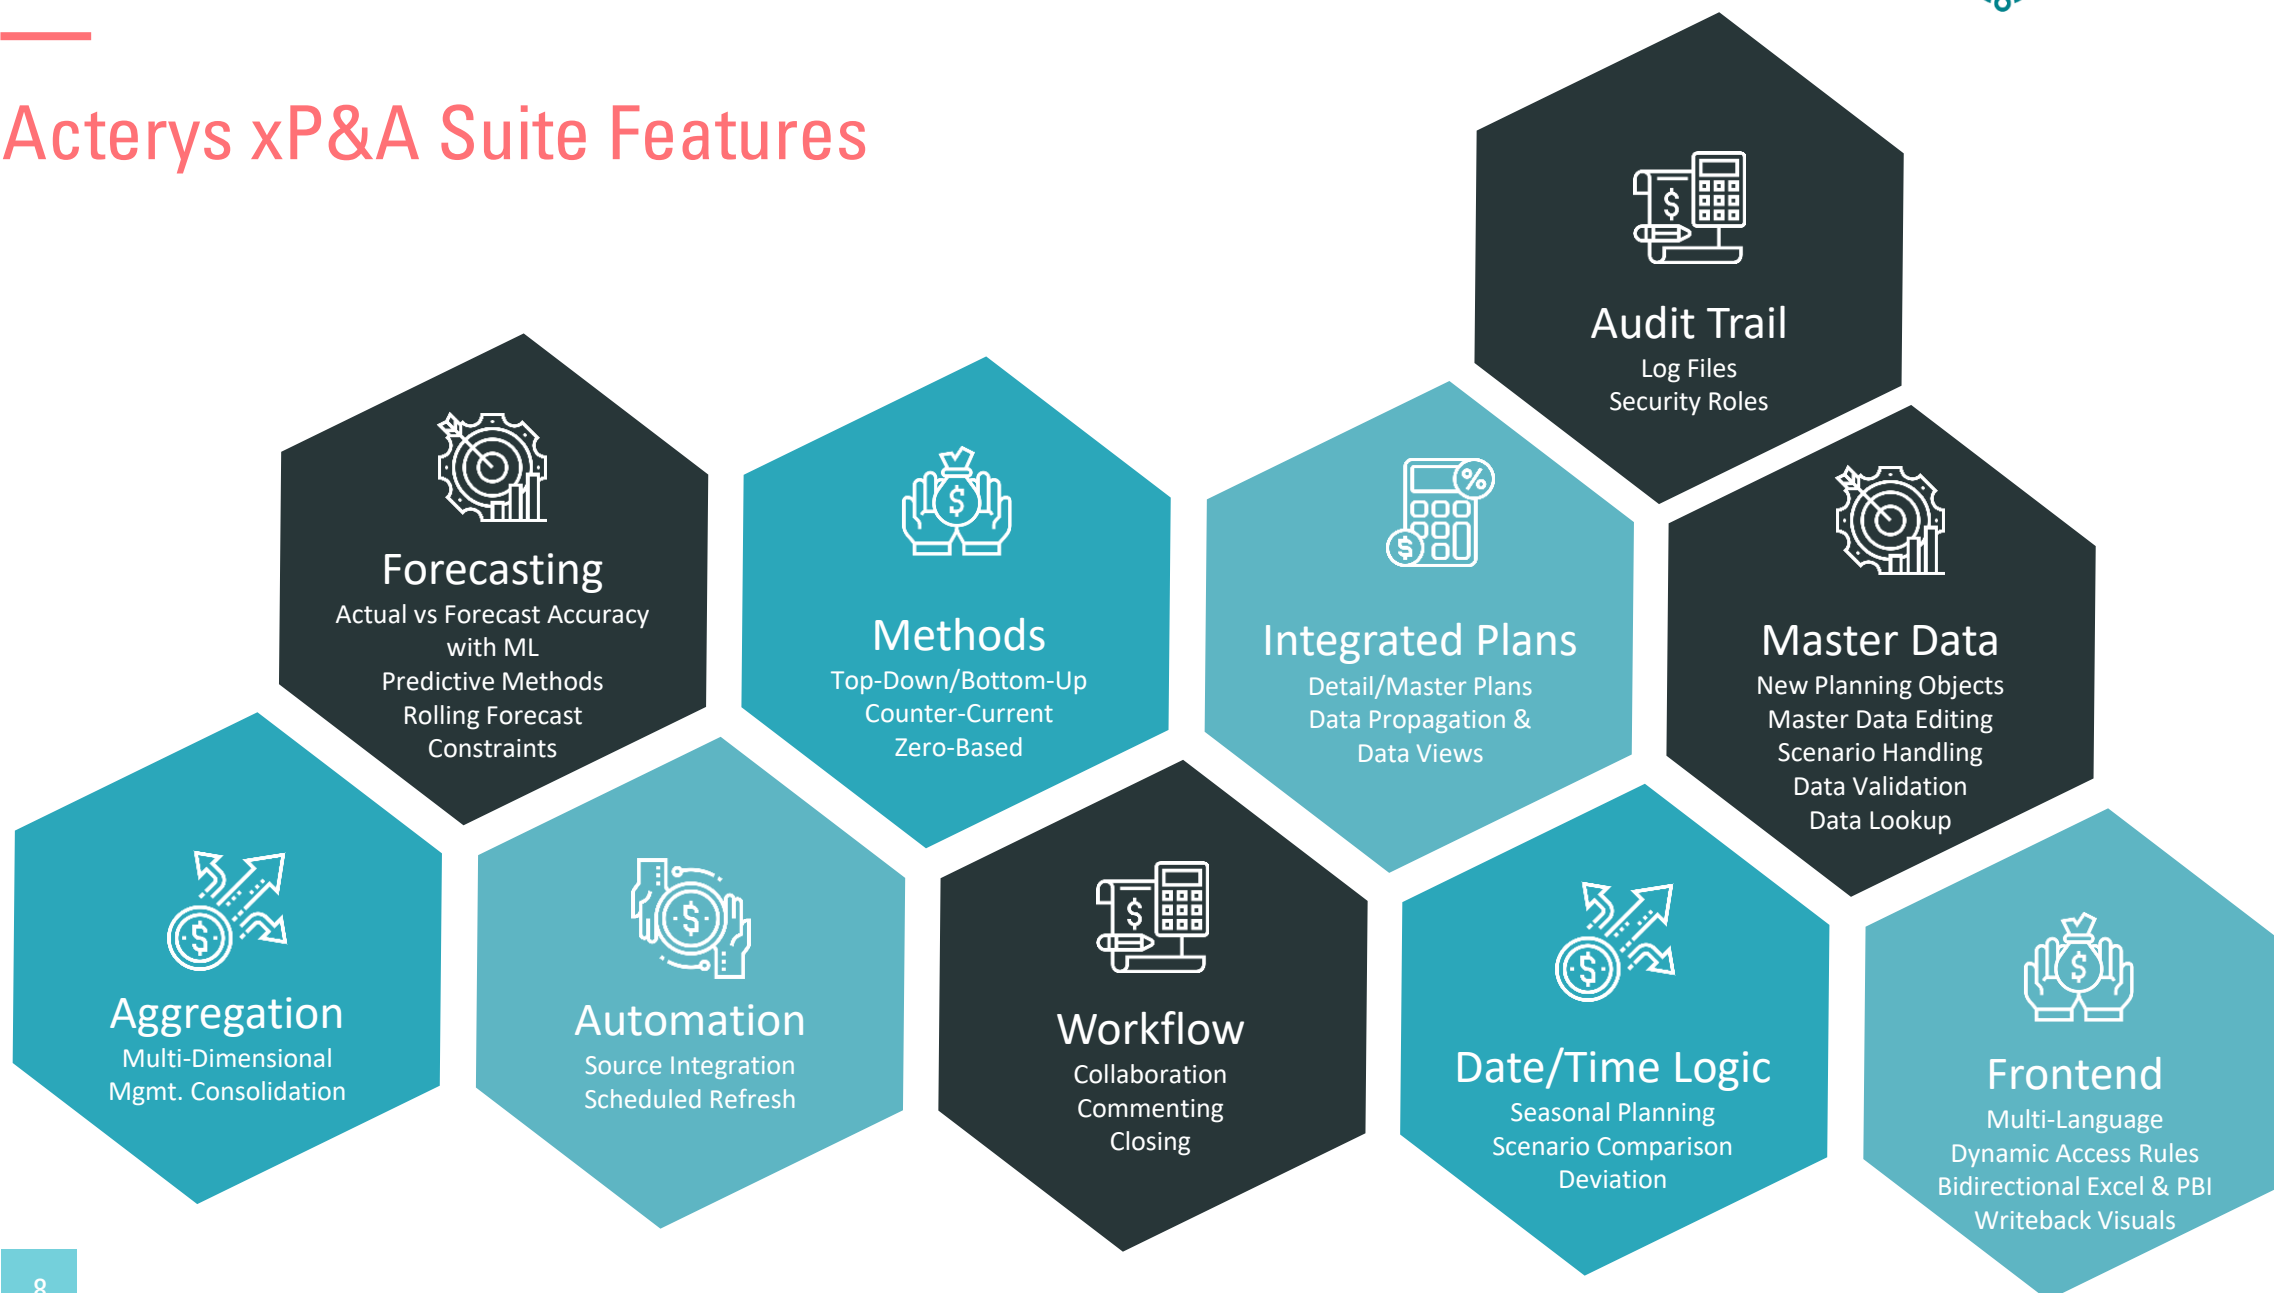 Acterys xP&A Suite Features
Audit Trail
Log Files
Security Roles
Forecasting
Actual vs Forecast Accuracy
with ML
Predictive Methods
Rolling Forecast
Constraints
Methods
Top-Down/Bottom-Up
Counter-Current
Zero-Based
Integrated Plans
Detail/Master Plans
Data Propagation &
Data Views
Master Data
New Planning Objects
Master Data Editing
Scenario Handling
Data Validation
Data Lookup
Aggregation
Multi-Dimensional
Mgmt. Consolidation
Automation
Source Integration
Scheduled Refresh
Workflow
Collaboration
Commenting
Closing
Date/Time Logic
Seasonal Planning
Scenario Comparison
Deviation
Frontend
Multi-Language
Dynamic Access Rules
Bidirectional Excel & PBI
Writeback Visuals
8